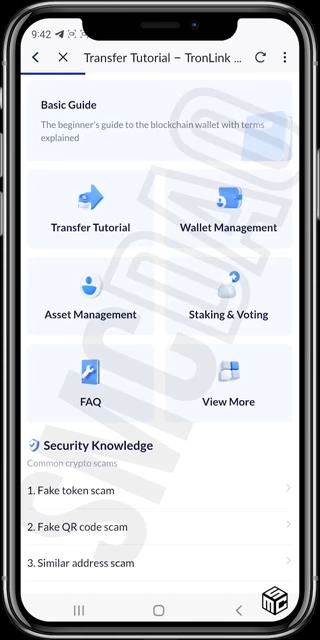 9:42
Transfer Tutorial – TronLink ...
Basic Guide
The beginner's guide to the blockchain wallet with terms
explained
Transfer Tutorial
Wallet Management
Asset Management
Staking & Voting
FAQ
View More
Security Knowledge
Common crypto scams
1. Fake token scam
2. Fake QR code scam
3. Similar address scam
SMCDAO
SMC